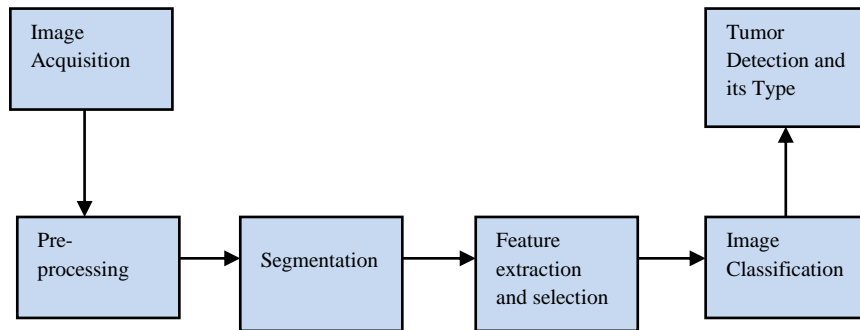 Image
Acquisition
Pre-
processing
Segmentation
Feature
extraction
and selection
Image
Classification
Tumor
Detection and
its Type